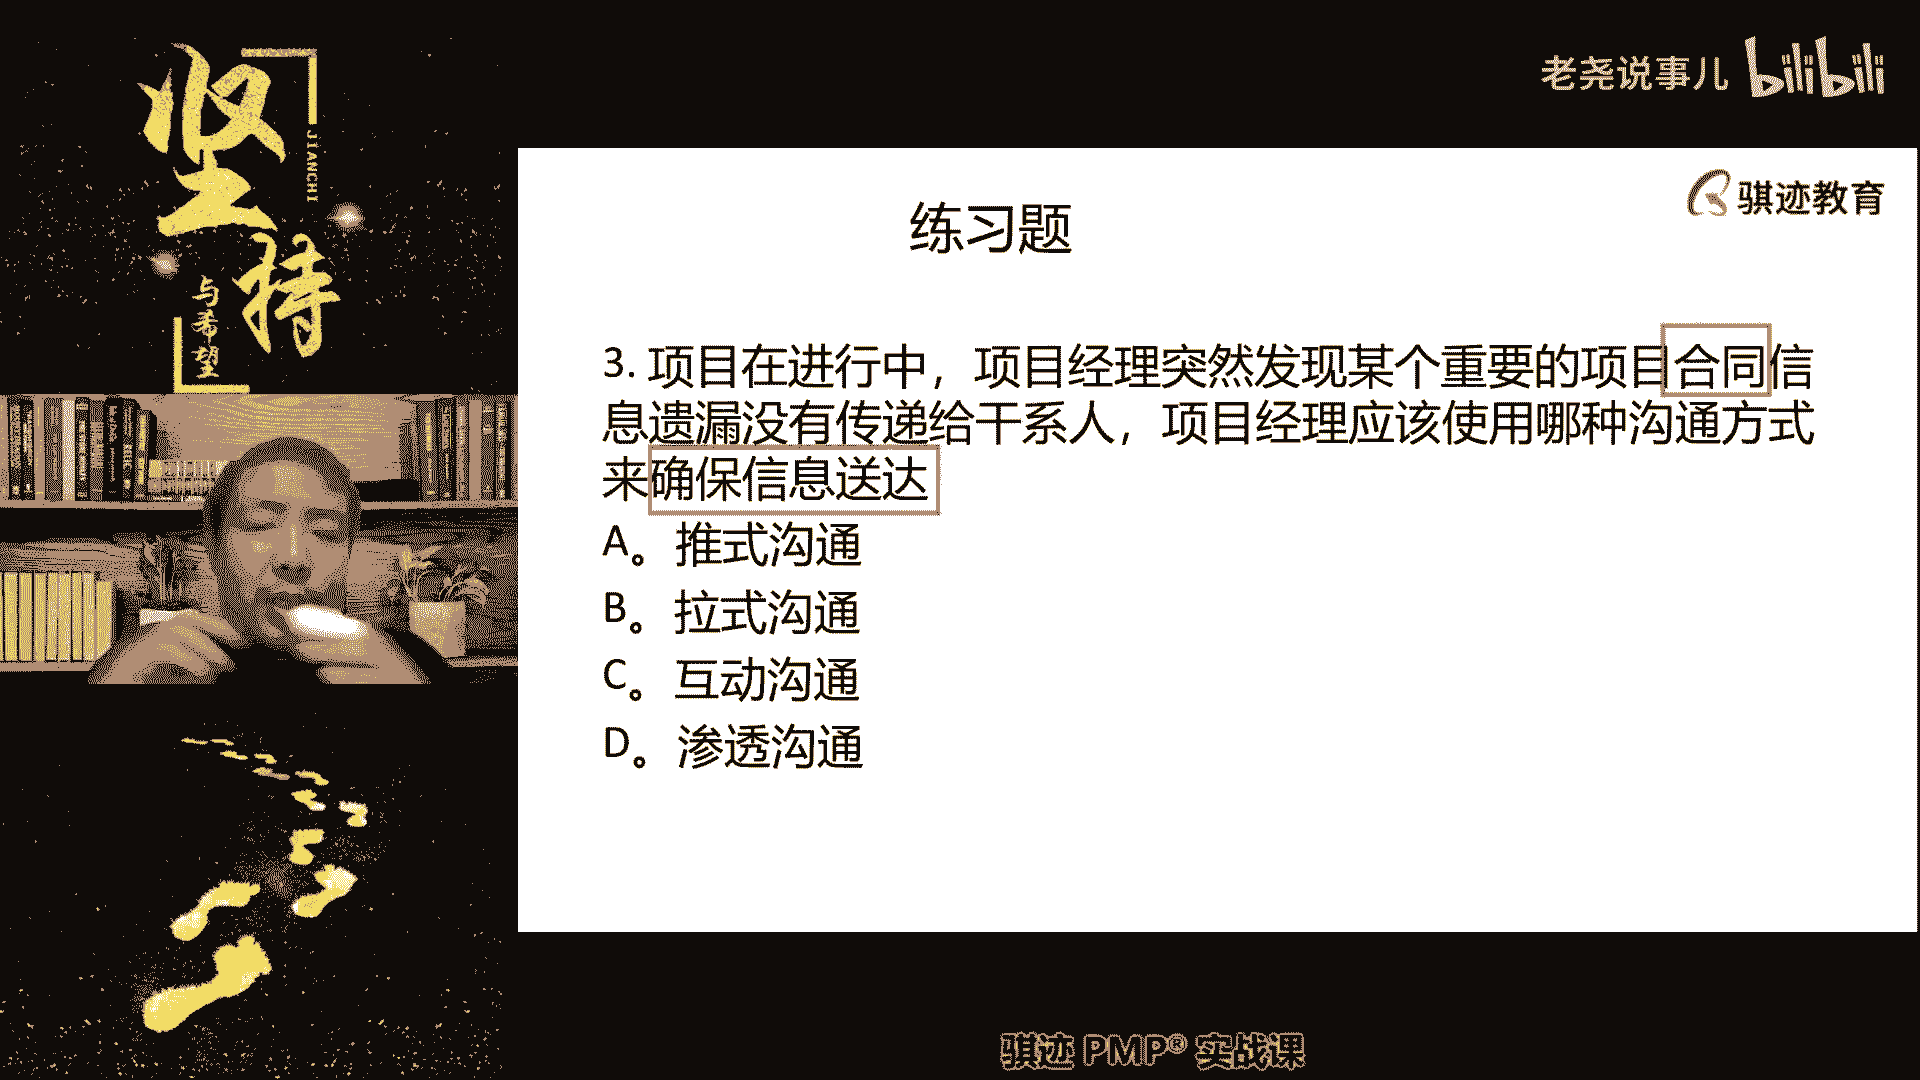 坚持
JIANCHI
与希望
老尧说事儿 bilibili
骐迹教育
练习题
3. 项目在进行中，项目经理突然发现某个重要的项目合同信
息遗漏没有传递给干系人，项目经理应该使用哪种沟通方式
来确保信息送达
A。推式沟通
B。拉式沟通
C。互动沟通
D。渗透沟通
骐迹 PMP® 实战课